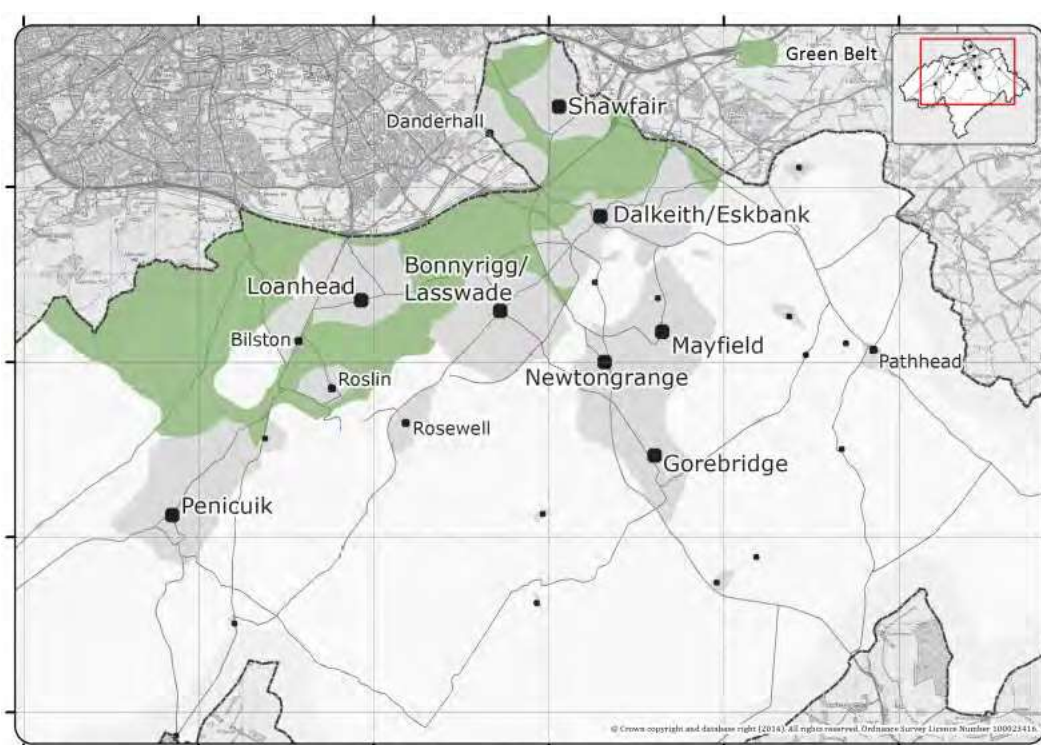 Green Belt
Shawfair
Danderhall
Dalkeith/Eskbank
Bonnyrigg/
Lasswade
Loanhead
Bilston
Mayfield
Pathhead
Newtongrange
Roslin
Rosewell
Gorebridge
Penicuik
© Crown copyright and database right (2014). All rights reserved. Ordnance Survey Licence Number 100023416.